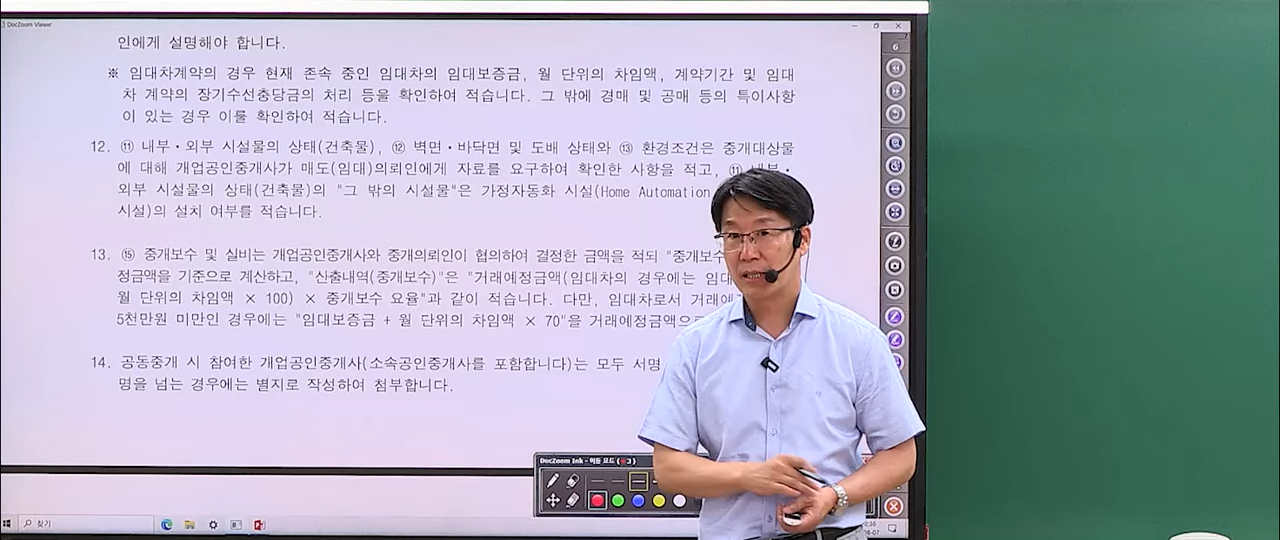 DocZoom Viewer
인에게 설명해야 합니다.
※ 임대차계약의 경우 현재 존속 중인 임대차의 임대보증금, 월 단위의 차임액, 계약기간 및 임대
차 계약의 장기수선충당금의 처리 등을 확인하여 적습니다. 그 밖에 경매 및 공매 등의 특이사항
이 있는 경우 이를 확인하여 적습니다.
12. ⑪ 내부·외부 시설물의 상태(건축물), ⑫ 벽면·바닥면 및 도배 상태와 ⑬ 환경조건은 중개대상물
에 대해 개업공인중개사가 매도(임대)의뢰인에게 자료를 요구하여 확인한 사항을 적고, ⑪ 내부·
외부 시설물의 상태(건축물)의 "그 밖의 시설물"은 가정자동화 시설(Home Automation
시설)의 설치 여부를 적습니다.
13. ⑮ 중개보수 및 실비는 개업공인중개사와 중개의뢰인이 협의하여 결정한 금액을 적되 "중개보수
정금액을 기준으로 계산하고, "산출내역(중개보수)"은 "거래예정금액(임대차의 경우에는 임대
월 단위의 차임액 × 100) × 중개보수 요율"과 같이 적습니다. 다만, 임대차로서 거래예
5천만원 미만인 경우에는 "임대보증금 + 월 단위의 차임액 × 70"을 거래예정금액으로
14. 공동중개 시 참여한 개업공인중개사(소속공인중개사를 포함합니다)는 모두 서명
명을 넘는 경우에는 별지로 작성하여 첨부합니다.
DocZoom Ink - 이동 모드 ( 3 )
찾기
6